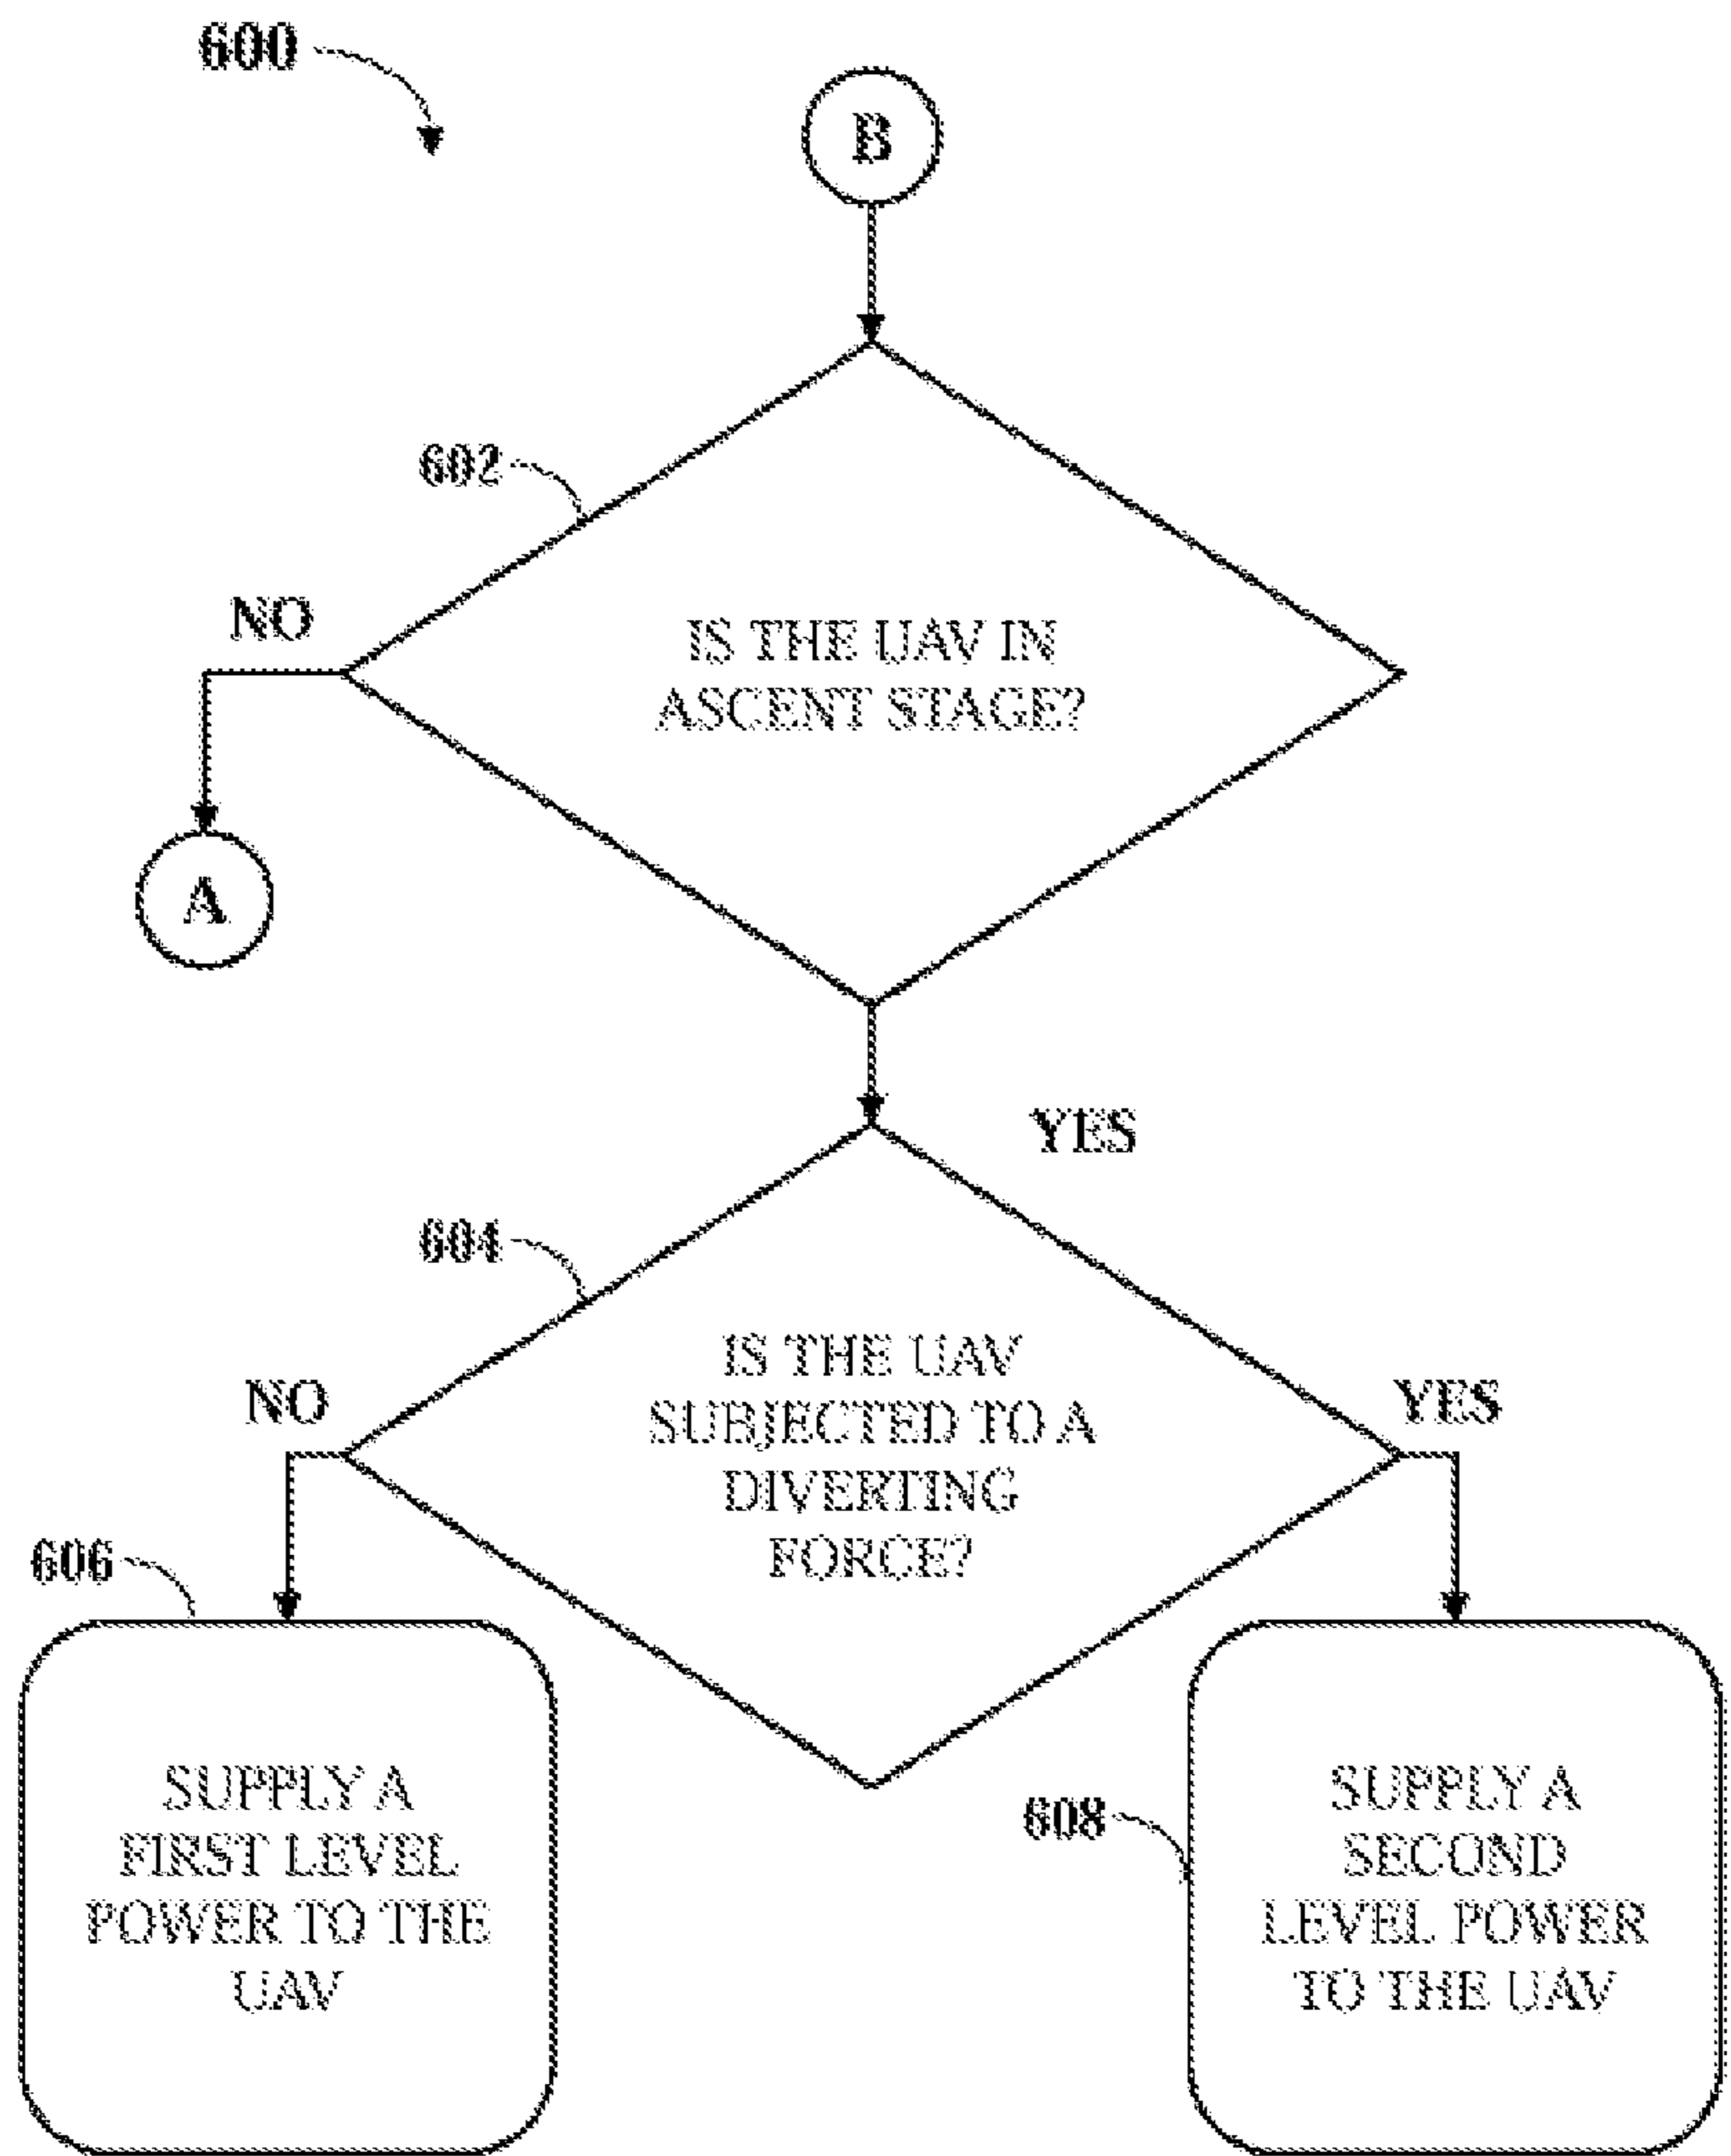 600
B
602
NO
IS THE UAV IN
ASCENT STAGE?
A
YES
604
IS THE UAV
SUBJECTED TO A
DIVERTING
FORCE?
NO
YES
606
SUPPLY A
FIRST LEVEL
POWER TO THE
UAV
608
SUPPLY A
SECOND
LEVEL POWER
TO THE UAV